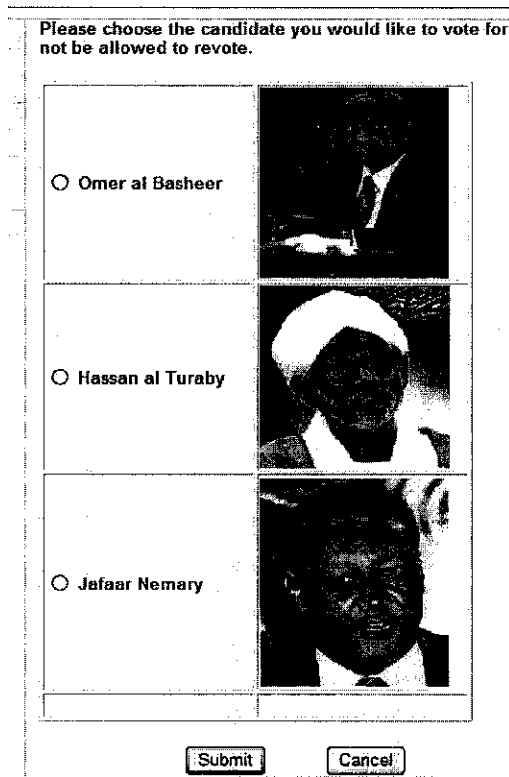 Please choose the candidate you would like to vote for
not be allowed to revote.
Omer al Basheer
Hassan al Turaby
Jafaar Nemary
Submit
Cancel